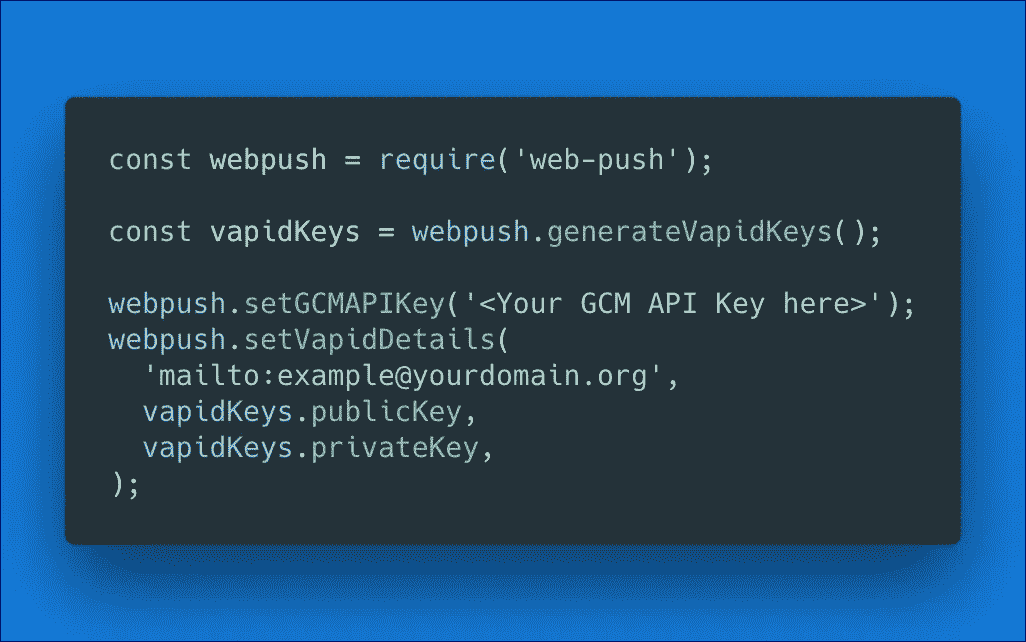 const webpush = require('web-push');
const vapidKeys = webpush.generateVapidKeys();
webpush.setGCMAPIKey('<Your GCM API Key here>');
webpush.setVapidDetails(
'mailto:example@yourdomain.org',
vapidKeys.publicKey,
vapidKeys.privateKey,
);